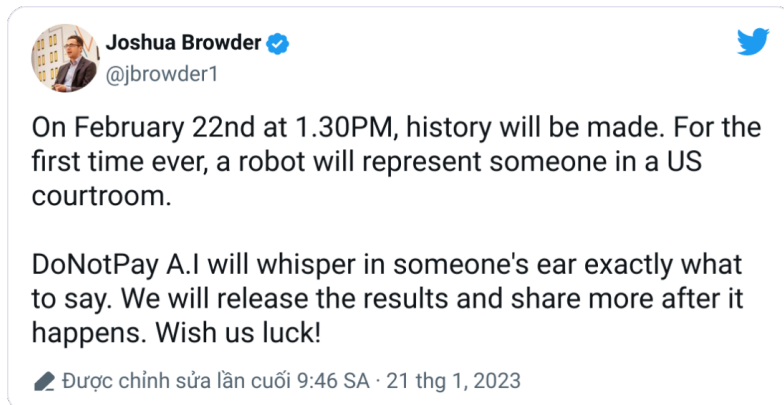 Joshua Browder
@jbrowder1
On February 22nd at 1.30PM, history will be made. For the
first time ever, a robot will represent someone in a US
courtroom.
DoNotPay A.I will whisper in someone's ear exactly what
to say. We will release the results and share more after it
happens. Wish us luck!
Được chỉnh sửa lần cuối 9:46 SA · 21 thg 1, 2023